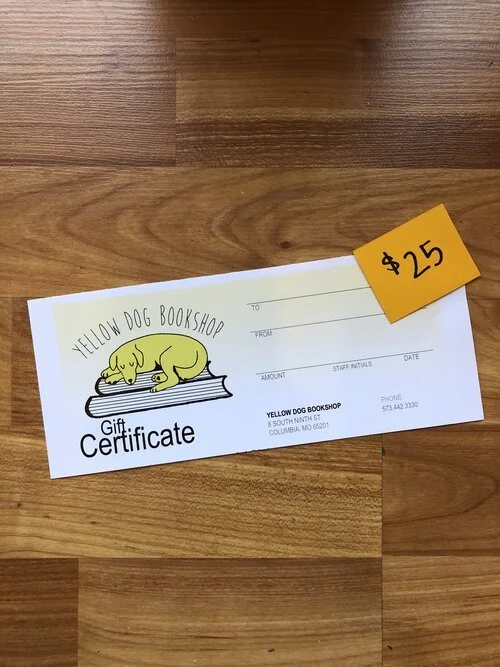 $25
YELLOW DOG BOOKSHOP
Gift
Certificate
TO
FROM
AMOUNT STAFF INITIALS DATE
YELLOW DOG BOOKSHOP
8 SOUTH NINTH ST
COLUMBIA, MO 65201
PHONE
573.442.3330